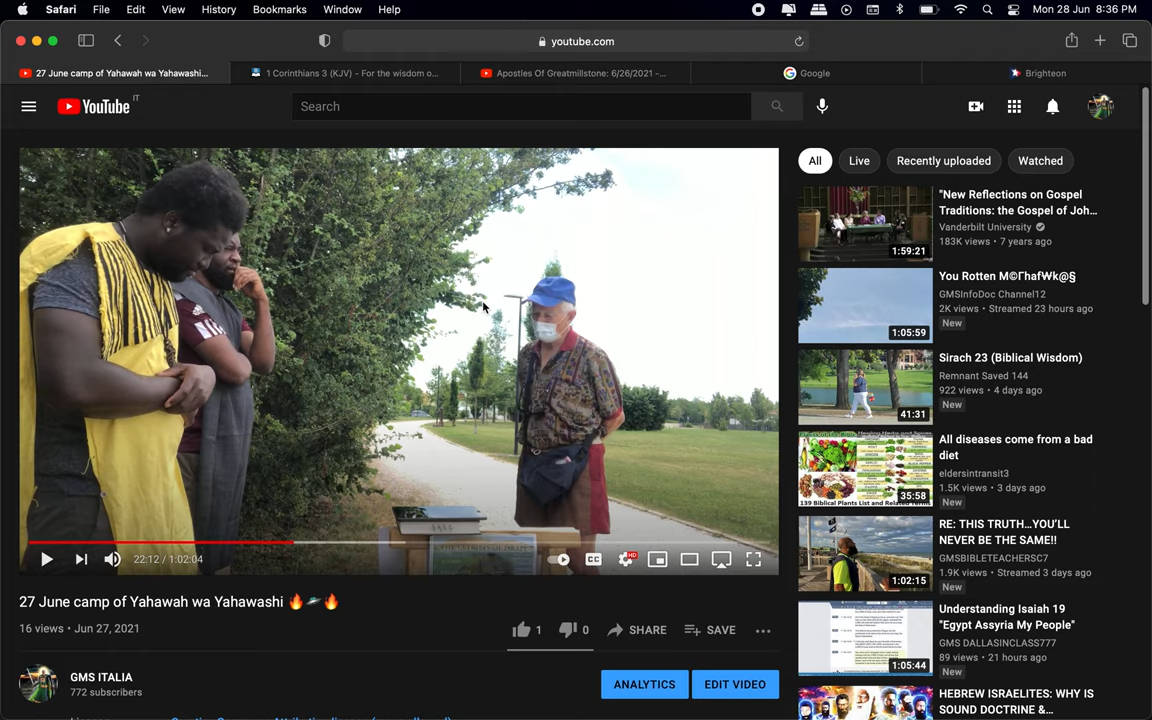 Safari File Edit View History Bookmarks Window Help Mon 28 Jun 8:36 PM
youtube.com
27 June camp of Yahawah wa Yahawashi... 1 Corinthians 3 (KJV) - For the wisdom o... Apostles Of Greatmillstone: 6/26/2021 -... Google Brighteon
YouTube IT Search
All Live Recently uploaded Watched
"New Reflections on Gospel
Traditions: the Gospel of Joh...
Vanderbilt University
183K views • 7 years ago
1:59:21
You Rotten M©ΓhafWk@§
GMSInfoDoc Channel12
2K views • Streamed 23 hours ago
New
1:05:59
Sirach 23 (Biblical Wisdom)
Remnant Saved 144
922 views • 4 days ago
New
41:31
All diseases come from a bad
diet
eldersintransit3
1.5K views • 3 days ago
New
35:58
139 Biblical Plants List and
RE: THIS TRUTH...YOU'LL
NEVER BE THE SAME!!
GMSBIBLETEACHERSC7
1.9K views • Streamed 3 days ago
New
1:02:15
Understanding Isaiah 19
"Egypt Assyria My People"
GMS DALLASINCLASS777
89 views • 21 hours ago
New
1:05:44
HEBREW ISRAELITES: WHY IS
SOUND DOCTRINE &...
22:12 / 1:02:04 CC HD
27 June camp of Yahawah wa Yahawashi 🔥🛸🔥
16 views • Jun 27, 2021
1 0 SHARE SAVE
GMS ITALIA
772 subscribers
ANALYTICS EDIT VIDEO